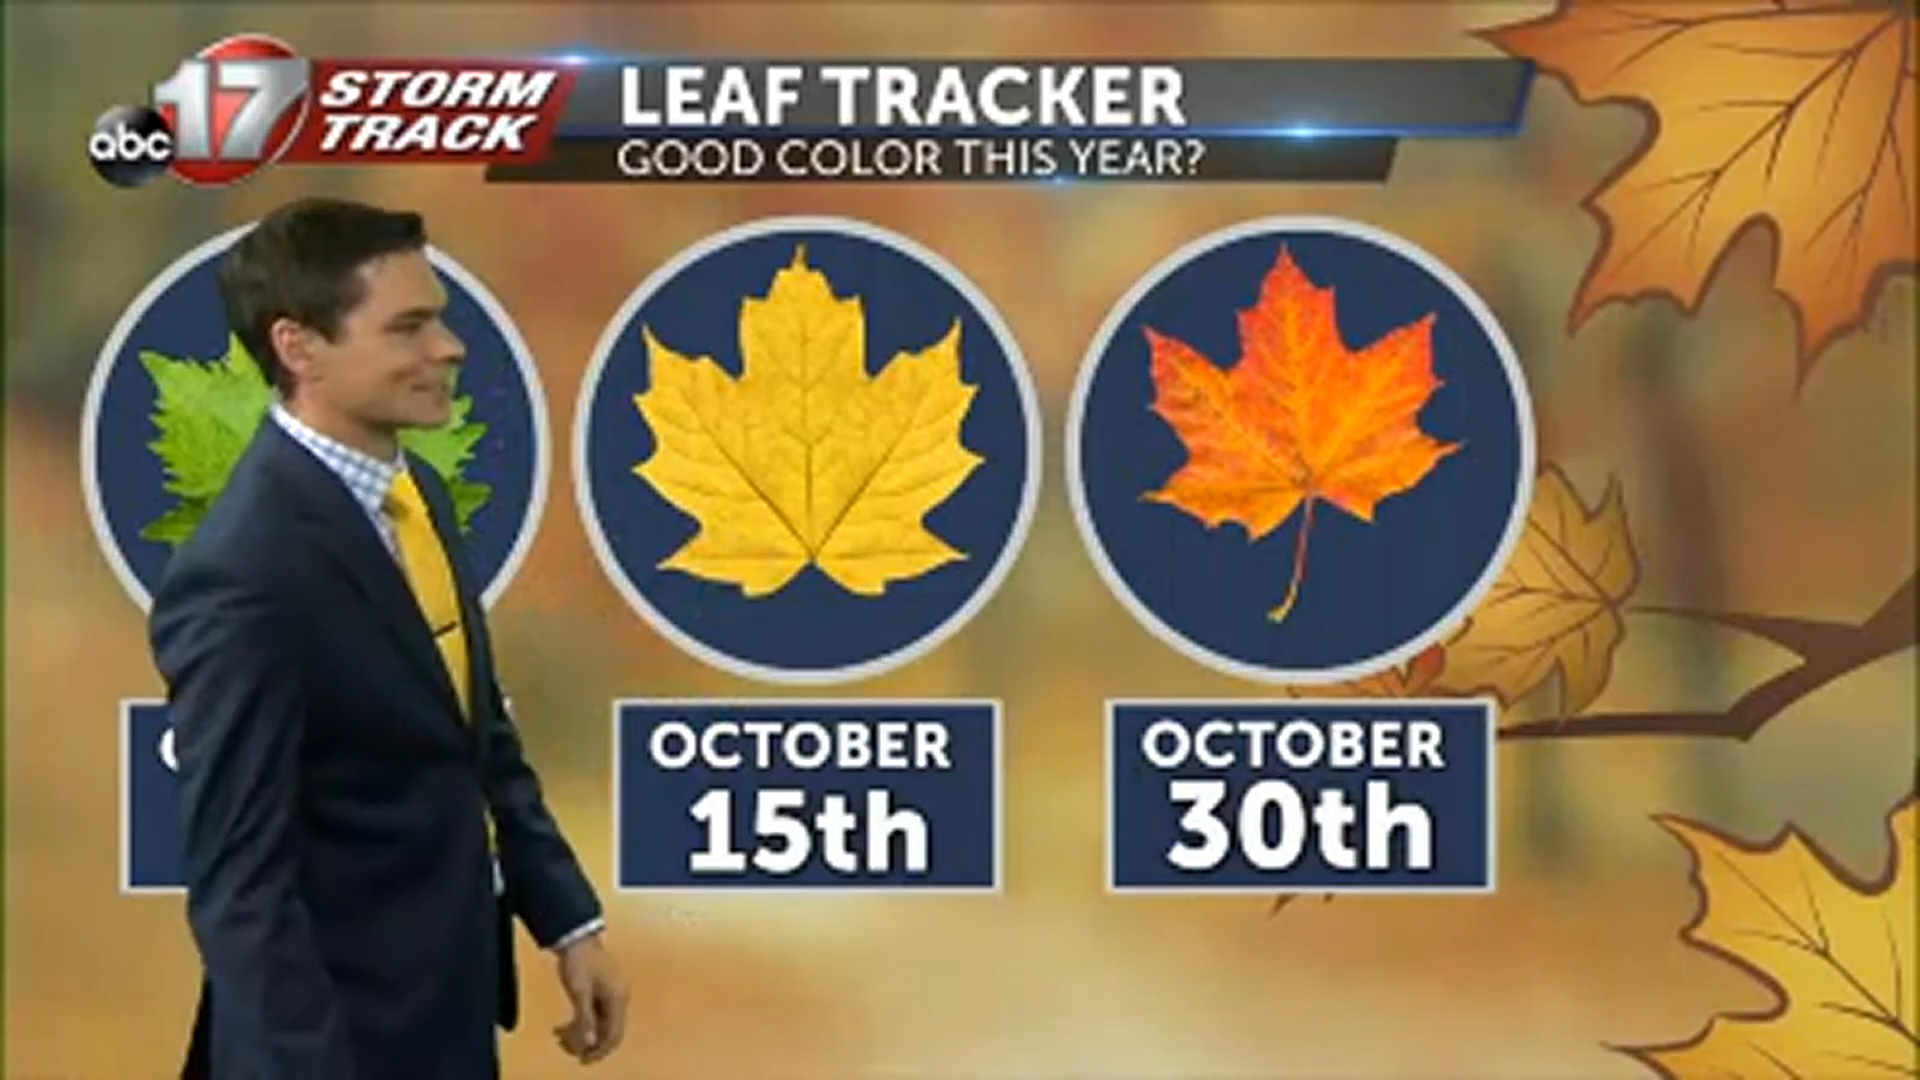 abc 17 STORM TRACK
LEAF TRACKER
GOOD COLOR THIS YEAR?
OCTOBER
15th
OCTOBER
30th